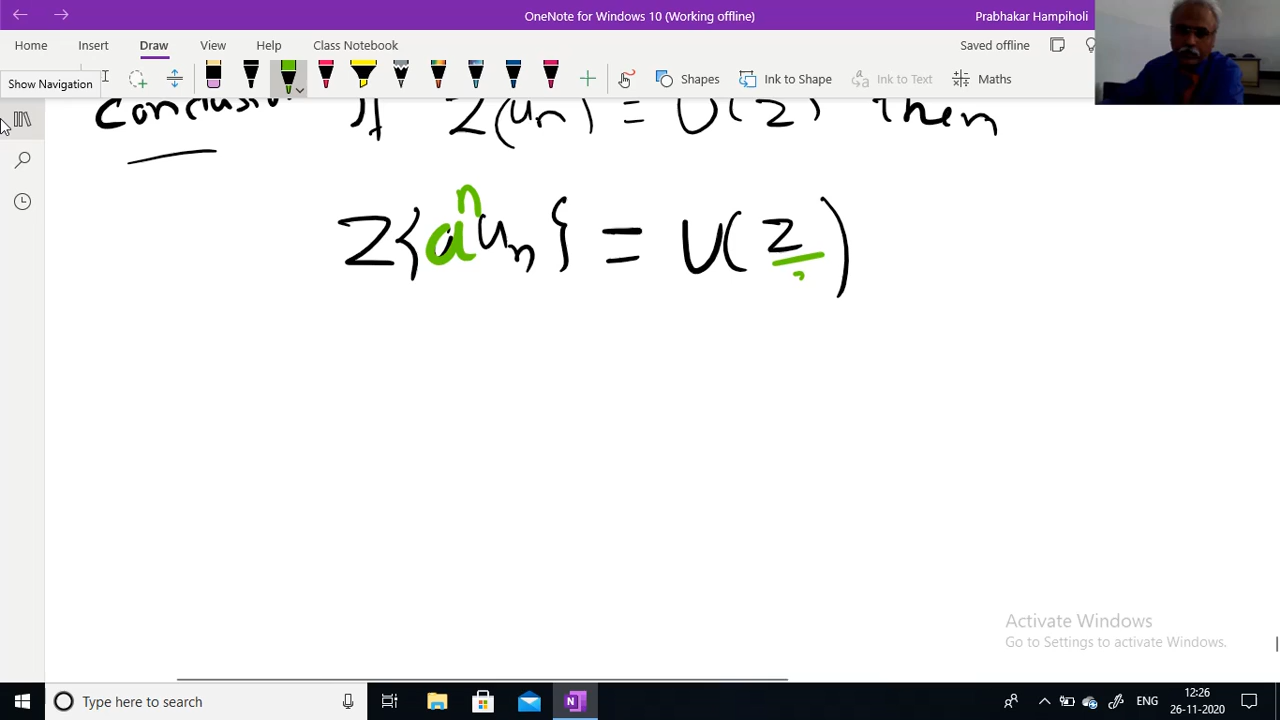 OneNote for Windows 10 (Working offline)
Prabhakar Hampiholi
Home Insert Draw View Help Class Notebook
Saved offline
Shapes Ink to Shape Ink to Text Maths
Show Navigation
Conclusion If Z(un) = U(z) then
Z{a^n un} = U(z/
)
Activate Windows
Go to Settings to activate Windows.
Type here to search
ENG
12:26
26-11-2020